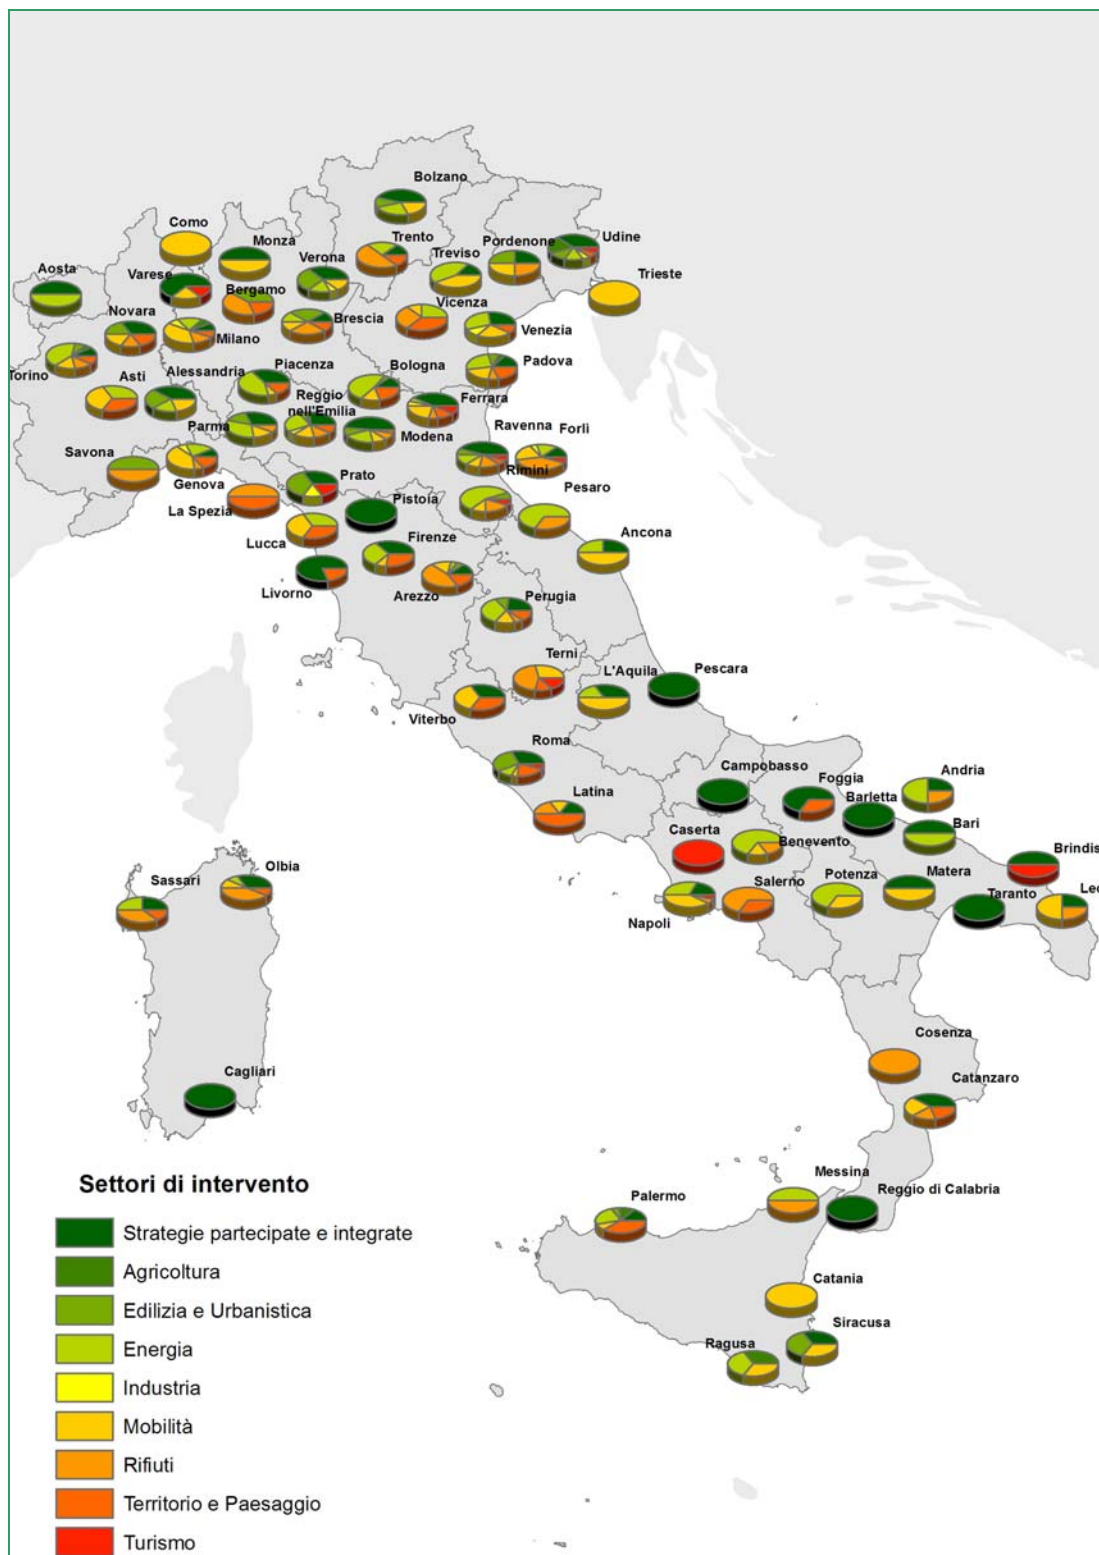 Bolzano
Como
Monza
Trento
Udine
Aosta
Varese
Verona
Treviso
Pordenone
Trieste
Novara
Bergamo
Vicenza
Milano
Brescia
Venezia
Torino
Asti
Alessandria
Piacenza
Bologna
Padova
Reggio
nell'Emilia
Ferrara
Parma
Modena
Ravenna
Forlì
Savona
Genova
Prato
Rimini
Pesaro
La Spezia
Pistoia
Lucca
Firenze
Ancona
Livorno
Arezzo
Perugia
Terni
L'Aquila
Pescara
Viterbo
Roma
Campobasso
Foggia
Andria
Latina
Barletta
Caserta
Benevento
Bari
Brindis
Olbia
Sassari
Salerno
Potenza
Matera
Taranto
Lec
Napoli
Cosenza
Cagliari
Catanzaro
Messina
Reggio di Calabria
Palermo
Catania
Siracusa
Ragusa
Settori di intervento
Strategie partecipate e integrate
Agricoltura
Edilizia e Urbanistica
Energia
Industria
Mobilità
Rifiuti
Territorio e Paesaggio
Turismo